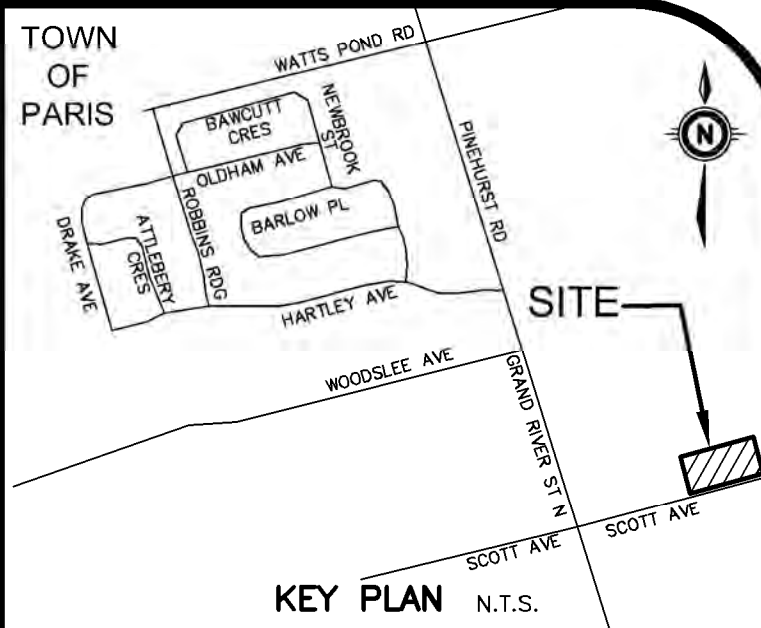 TOWN
OF
PARIS
WATTS POND RD
BAWCUTT
CRES
NEWBROOK
ST
N
OLDHAM AVE
PINEHURST RD
ROBBINS RDG
BARLOW PL
DRAKE AVE
ATTLEBERY
CRES
HARTLEY AVE
SITE
WOODSLEE AVE
GRAND RIVER ST N
SCOTT AVE
SCOTT AVE
KEY PLAN N.T.S.